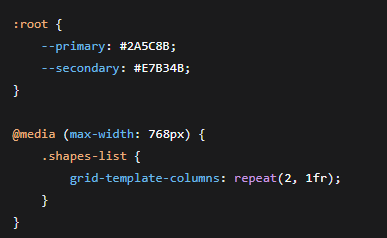 :root {
    --primary: #2A5C8B;
    --secondary: #E7B34B;
}

@media (max-width: 768px) {
    .shapes-list {
        grid-template-columns: repeat(2, 1fr);
    }
}